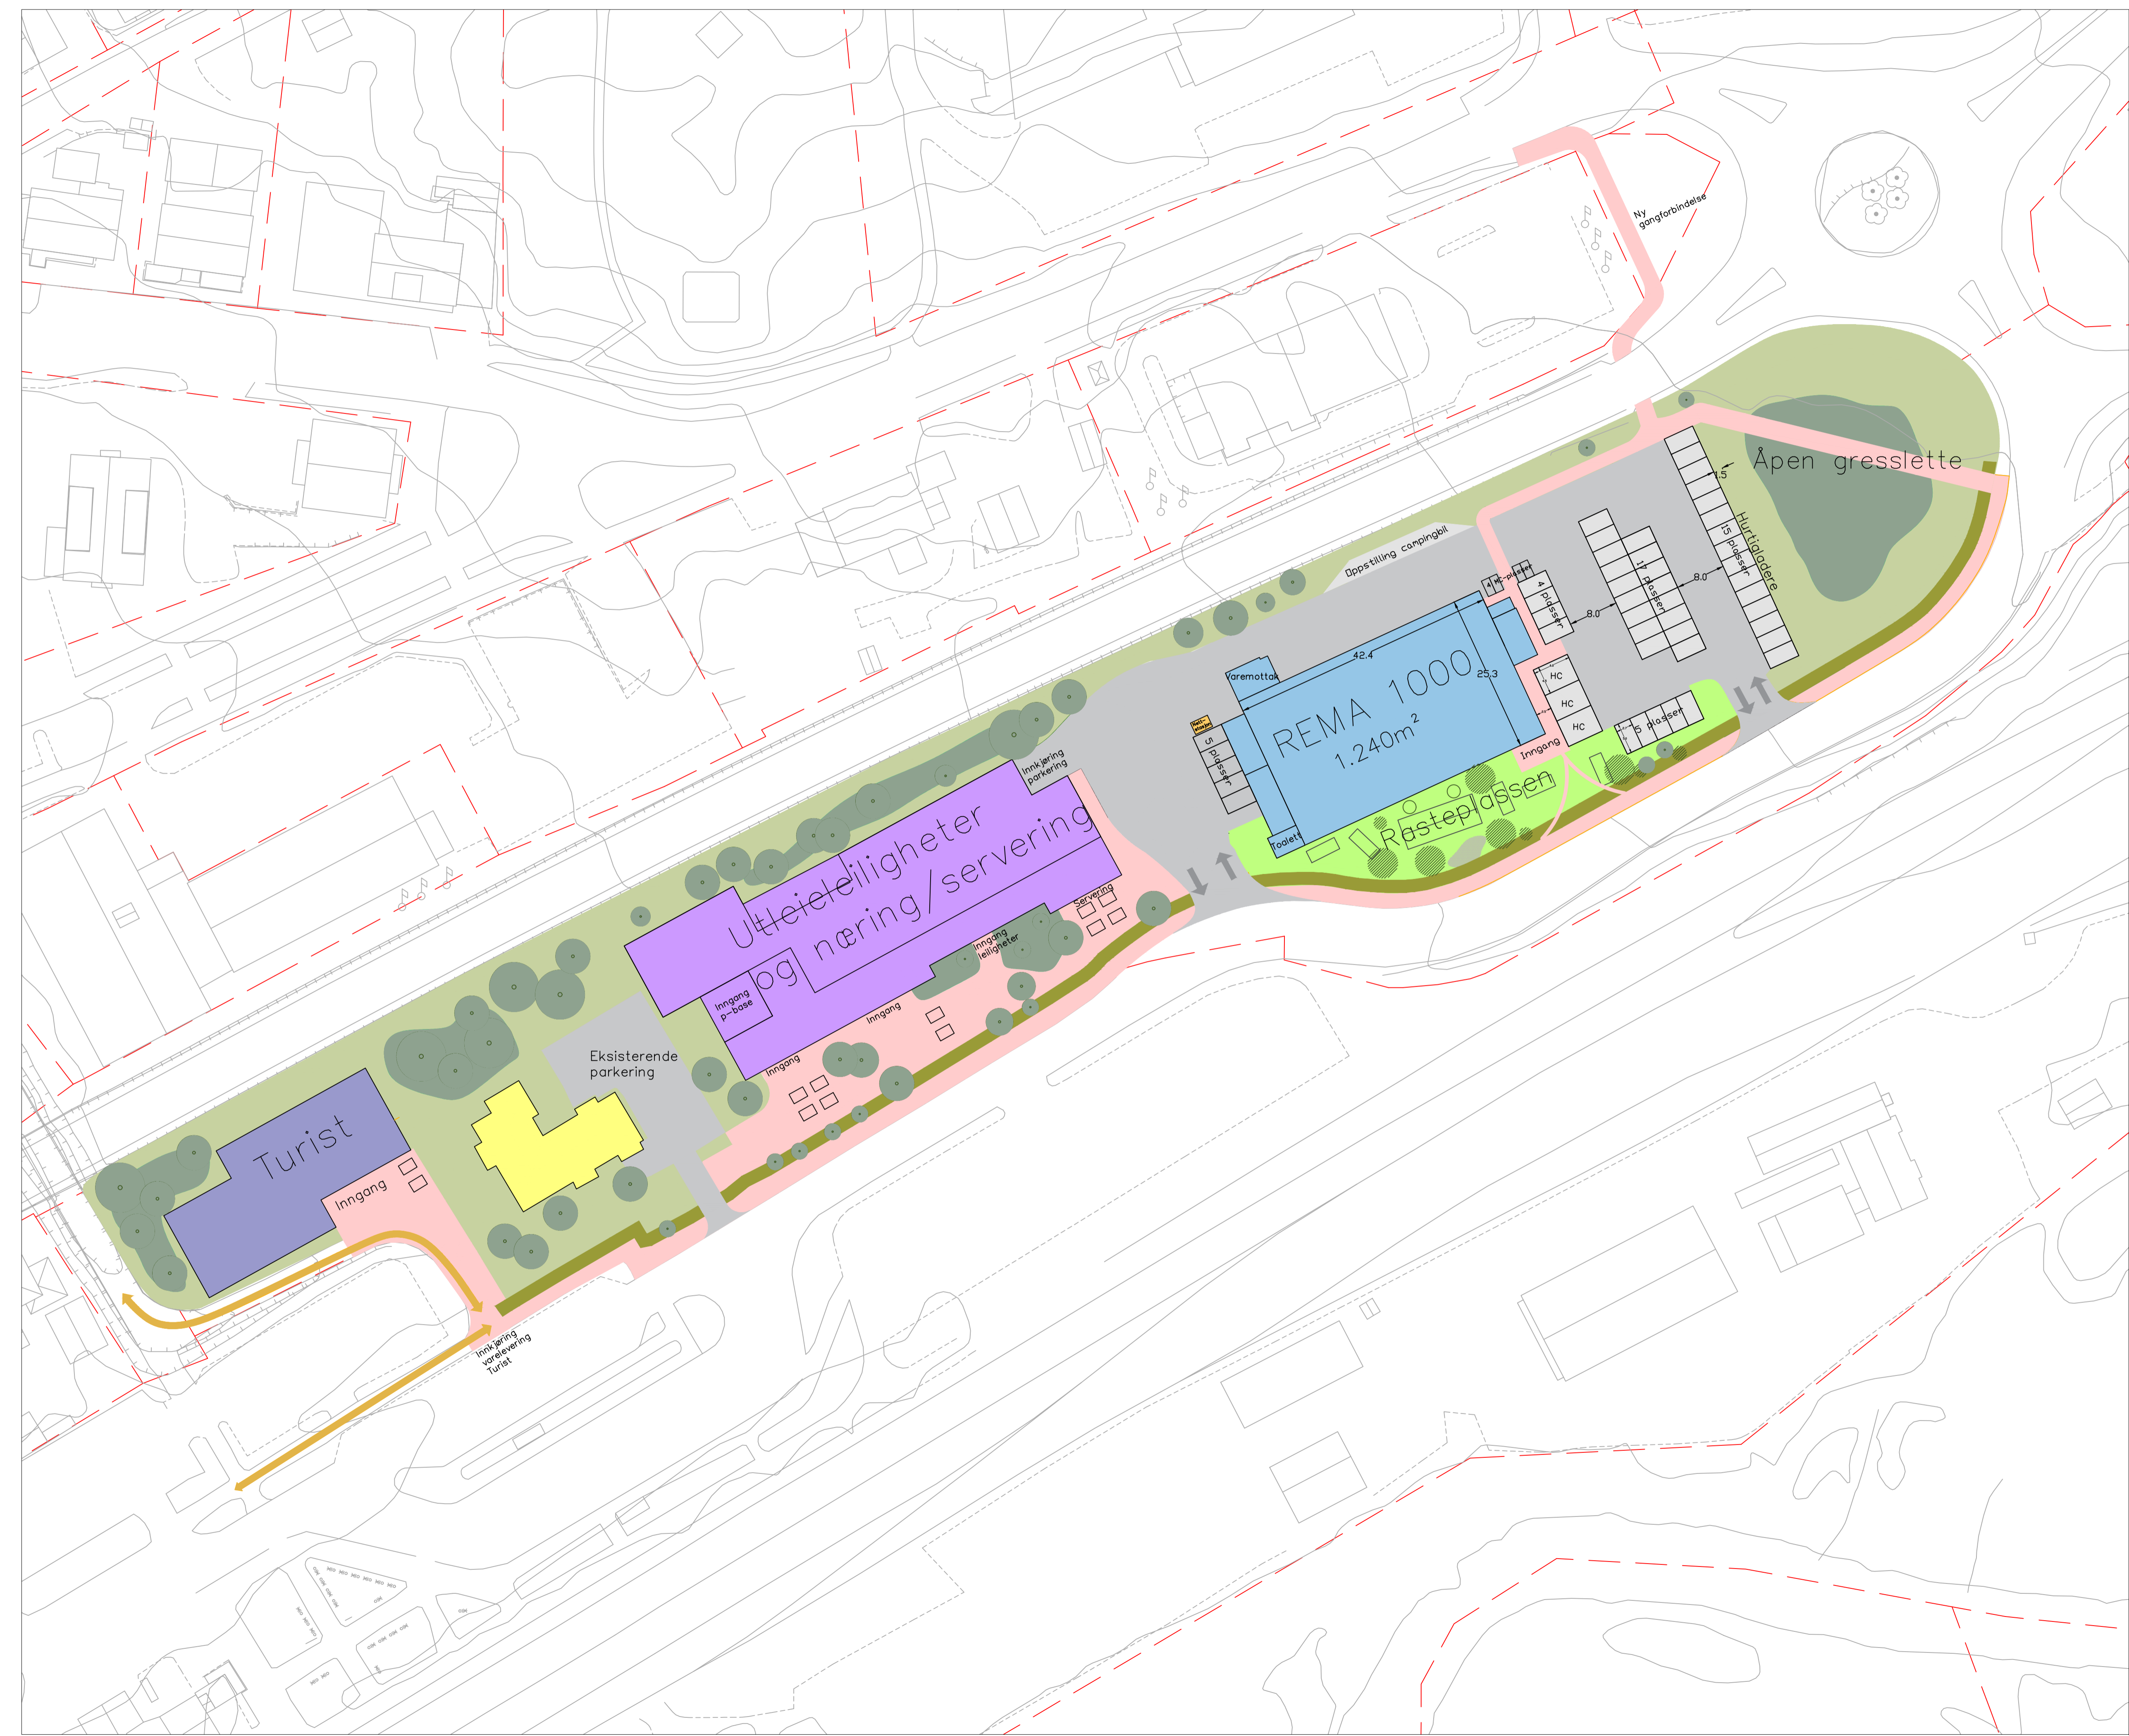 Ny
gangforbindelse
Åpen gresslette
1.5
Hurtigladere
15 plasser
17 plasser
8.0
8.0
4 plasser
4 MC-plasser
Oppstilling campingbil
42.4
25.3
REMA 1000
1.240m²
Varemottak
5 plasser
HC
HC
HC
5 plasser
Inngang
Rasteplassen
Toalett
Innkjøring
parkering
Utleieleiligheter
og næring/servering
Servering
Inngang
leiligheter
Inngang
p-base
Inngang
Inngang
Eksisterende
parkering
Turist
Inngang
Innkjøring
varelevering
Turist